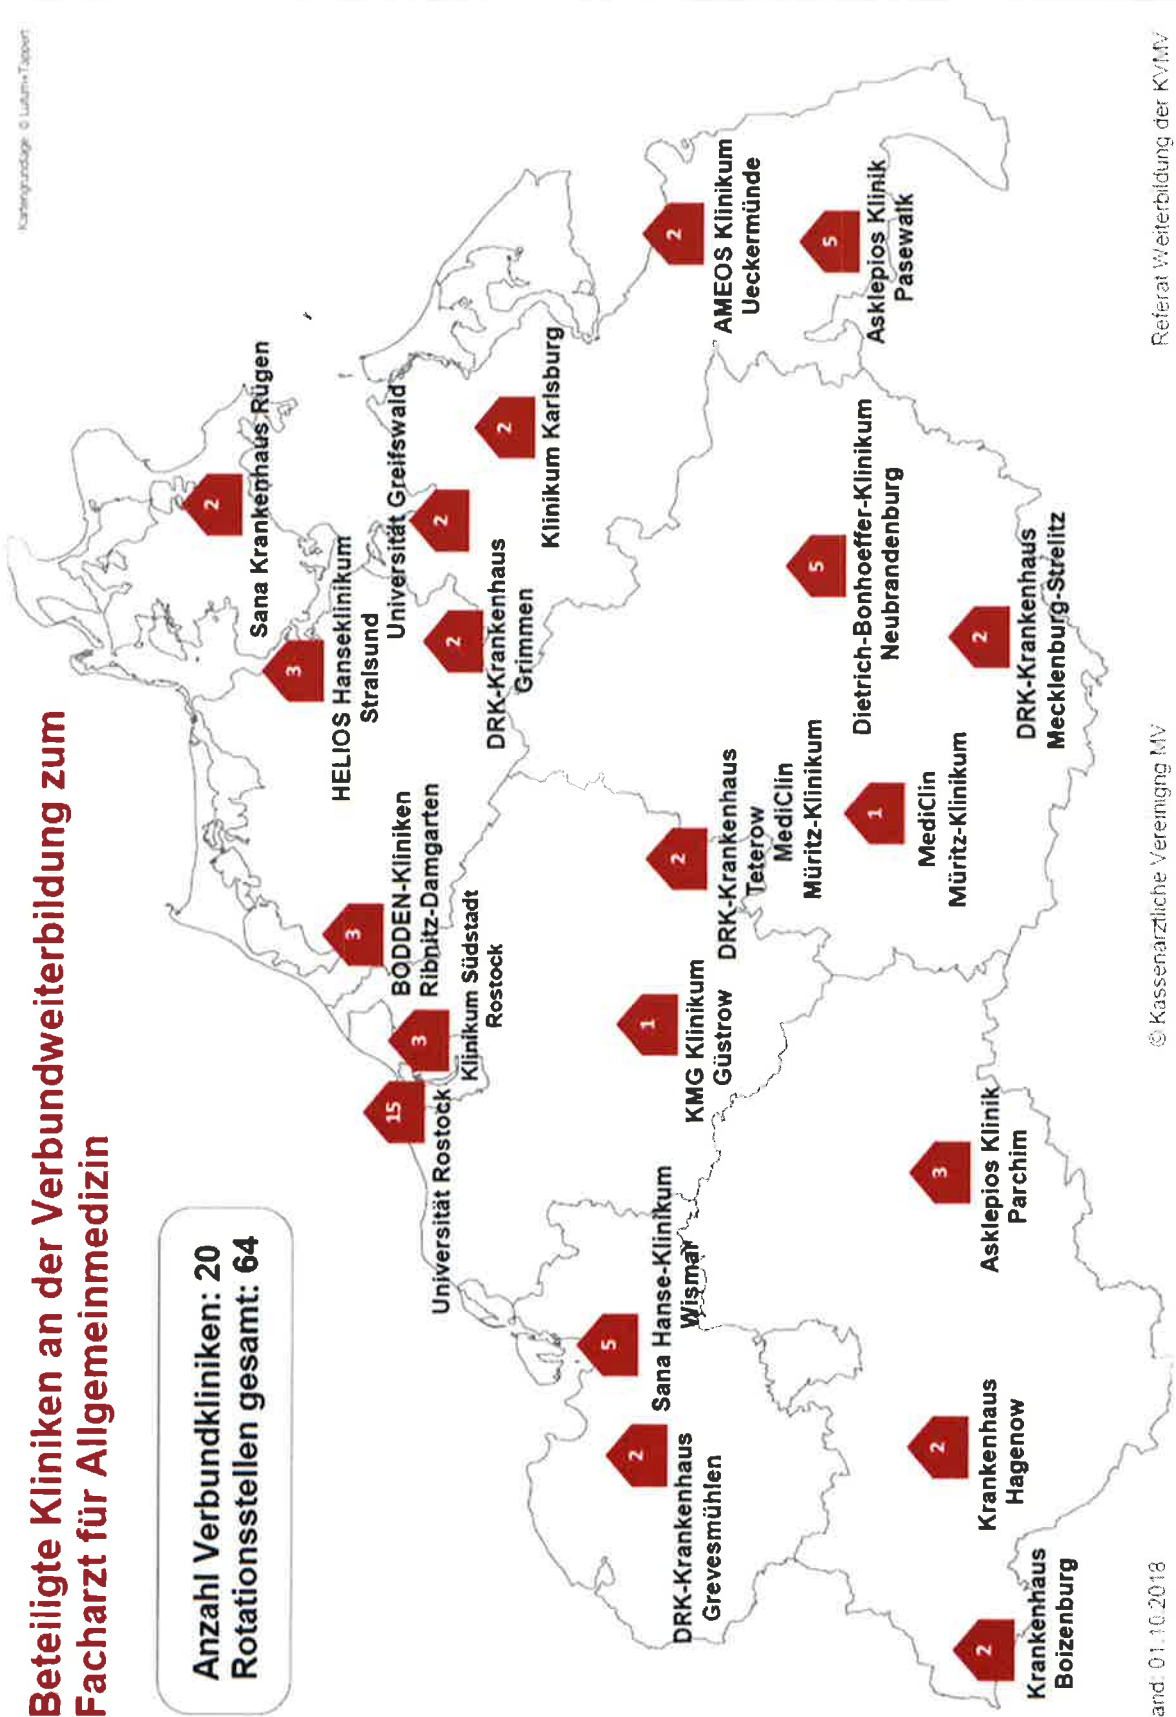 Kartengrundlage: © Lutum+Tappert
Beteiligte Kliniken an der Verbundweiterbildung zum
Facharzt für Allgemeinmedizin
Anzahl Verbundkliniken: 20
Rotationsstellen gesamt: 64
2
Sana Krankenhaus Rügen
3
HELIOS Hanseklinikum
Stralsund
Universität Greifswald
2
2
DRK-Krankenhaus
Grimmen
2
Klinikum Karlsburg
3
BODDEN-Kliniken
Ribnitz-Damgarten
3
Klinikum Südstadt
Rostock
15
Universität Rostock
2
AMEOS Klinikum
Ueckermünde
5
Asklepios Klinik
Pasewalk
5
Dietrich-Bonhoeffer-Klinikum
Neubrandenburg
2
DRK-Krankenhaus
Mecklenburg-Strelitz
2
DRK-Krankenhaus
Teterow
MediClin
Müritz-Klinikum
1
MediClin
Müritz-Klinikum
1
KMG Klinikum
Güstrow
5
Sana Hanse-Klinikum
Wismar
2
DRK-Krankenhaus
Grevesmühlen
3
Asklepios Klinik
Parchim
2
Krankenhaus
Hagenow
2
Krankenhaus
Boizenburg
and: 01.10.2018
© Kassenärztliche Vereinigng MV
Referat Weiterbildung der KVMV